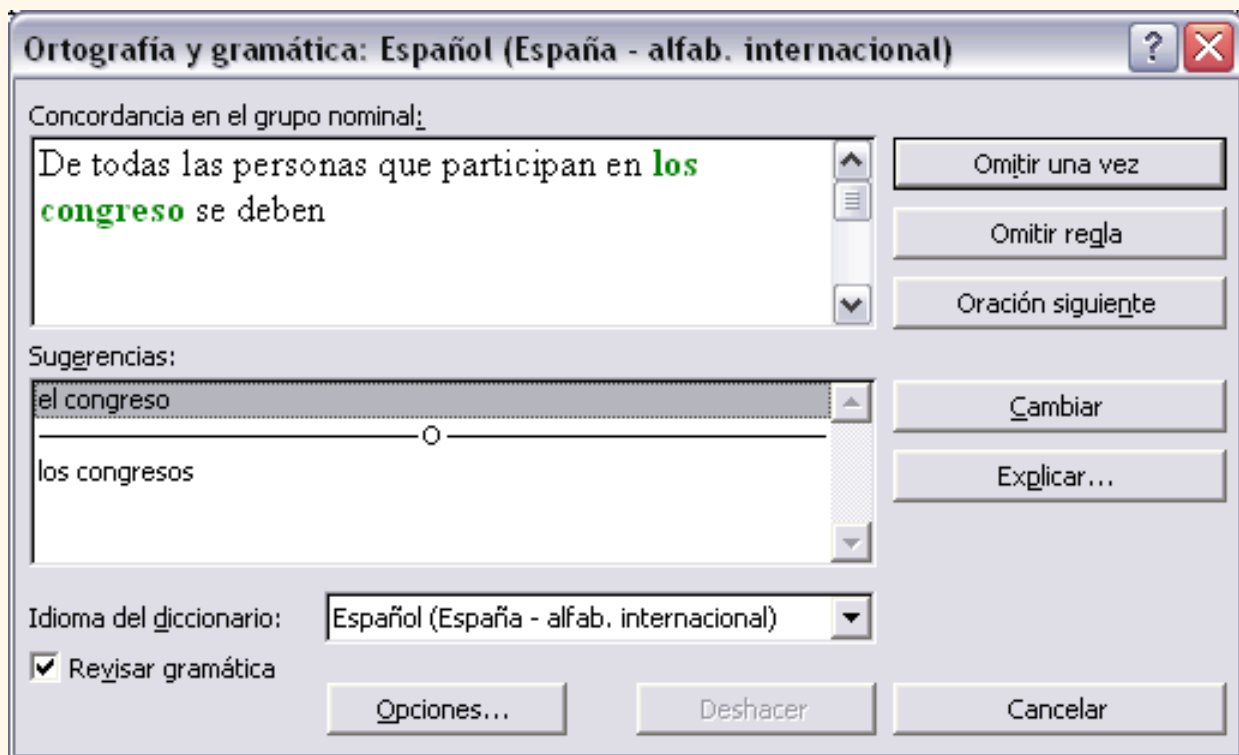 Ortografía y gramática: Español (España - alfab. internacional)
?
Concordancia en el grupo nominal:
De todas las personas que participan en los
congreso se deben
Omitir una vez
Omitir regla
Oración siguiente
Sugerencias:
el congreso
O
los congresos
Cambiar
Explicar...
Idioma del diccionario:
Español (España - alfab. internacional)
Revisar gramática
Opciones...
Deshacer
Cancelar